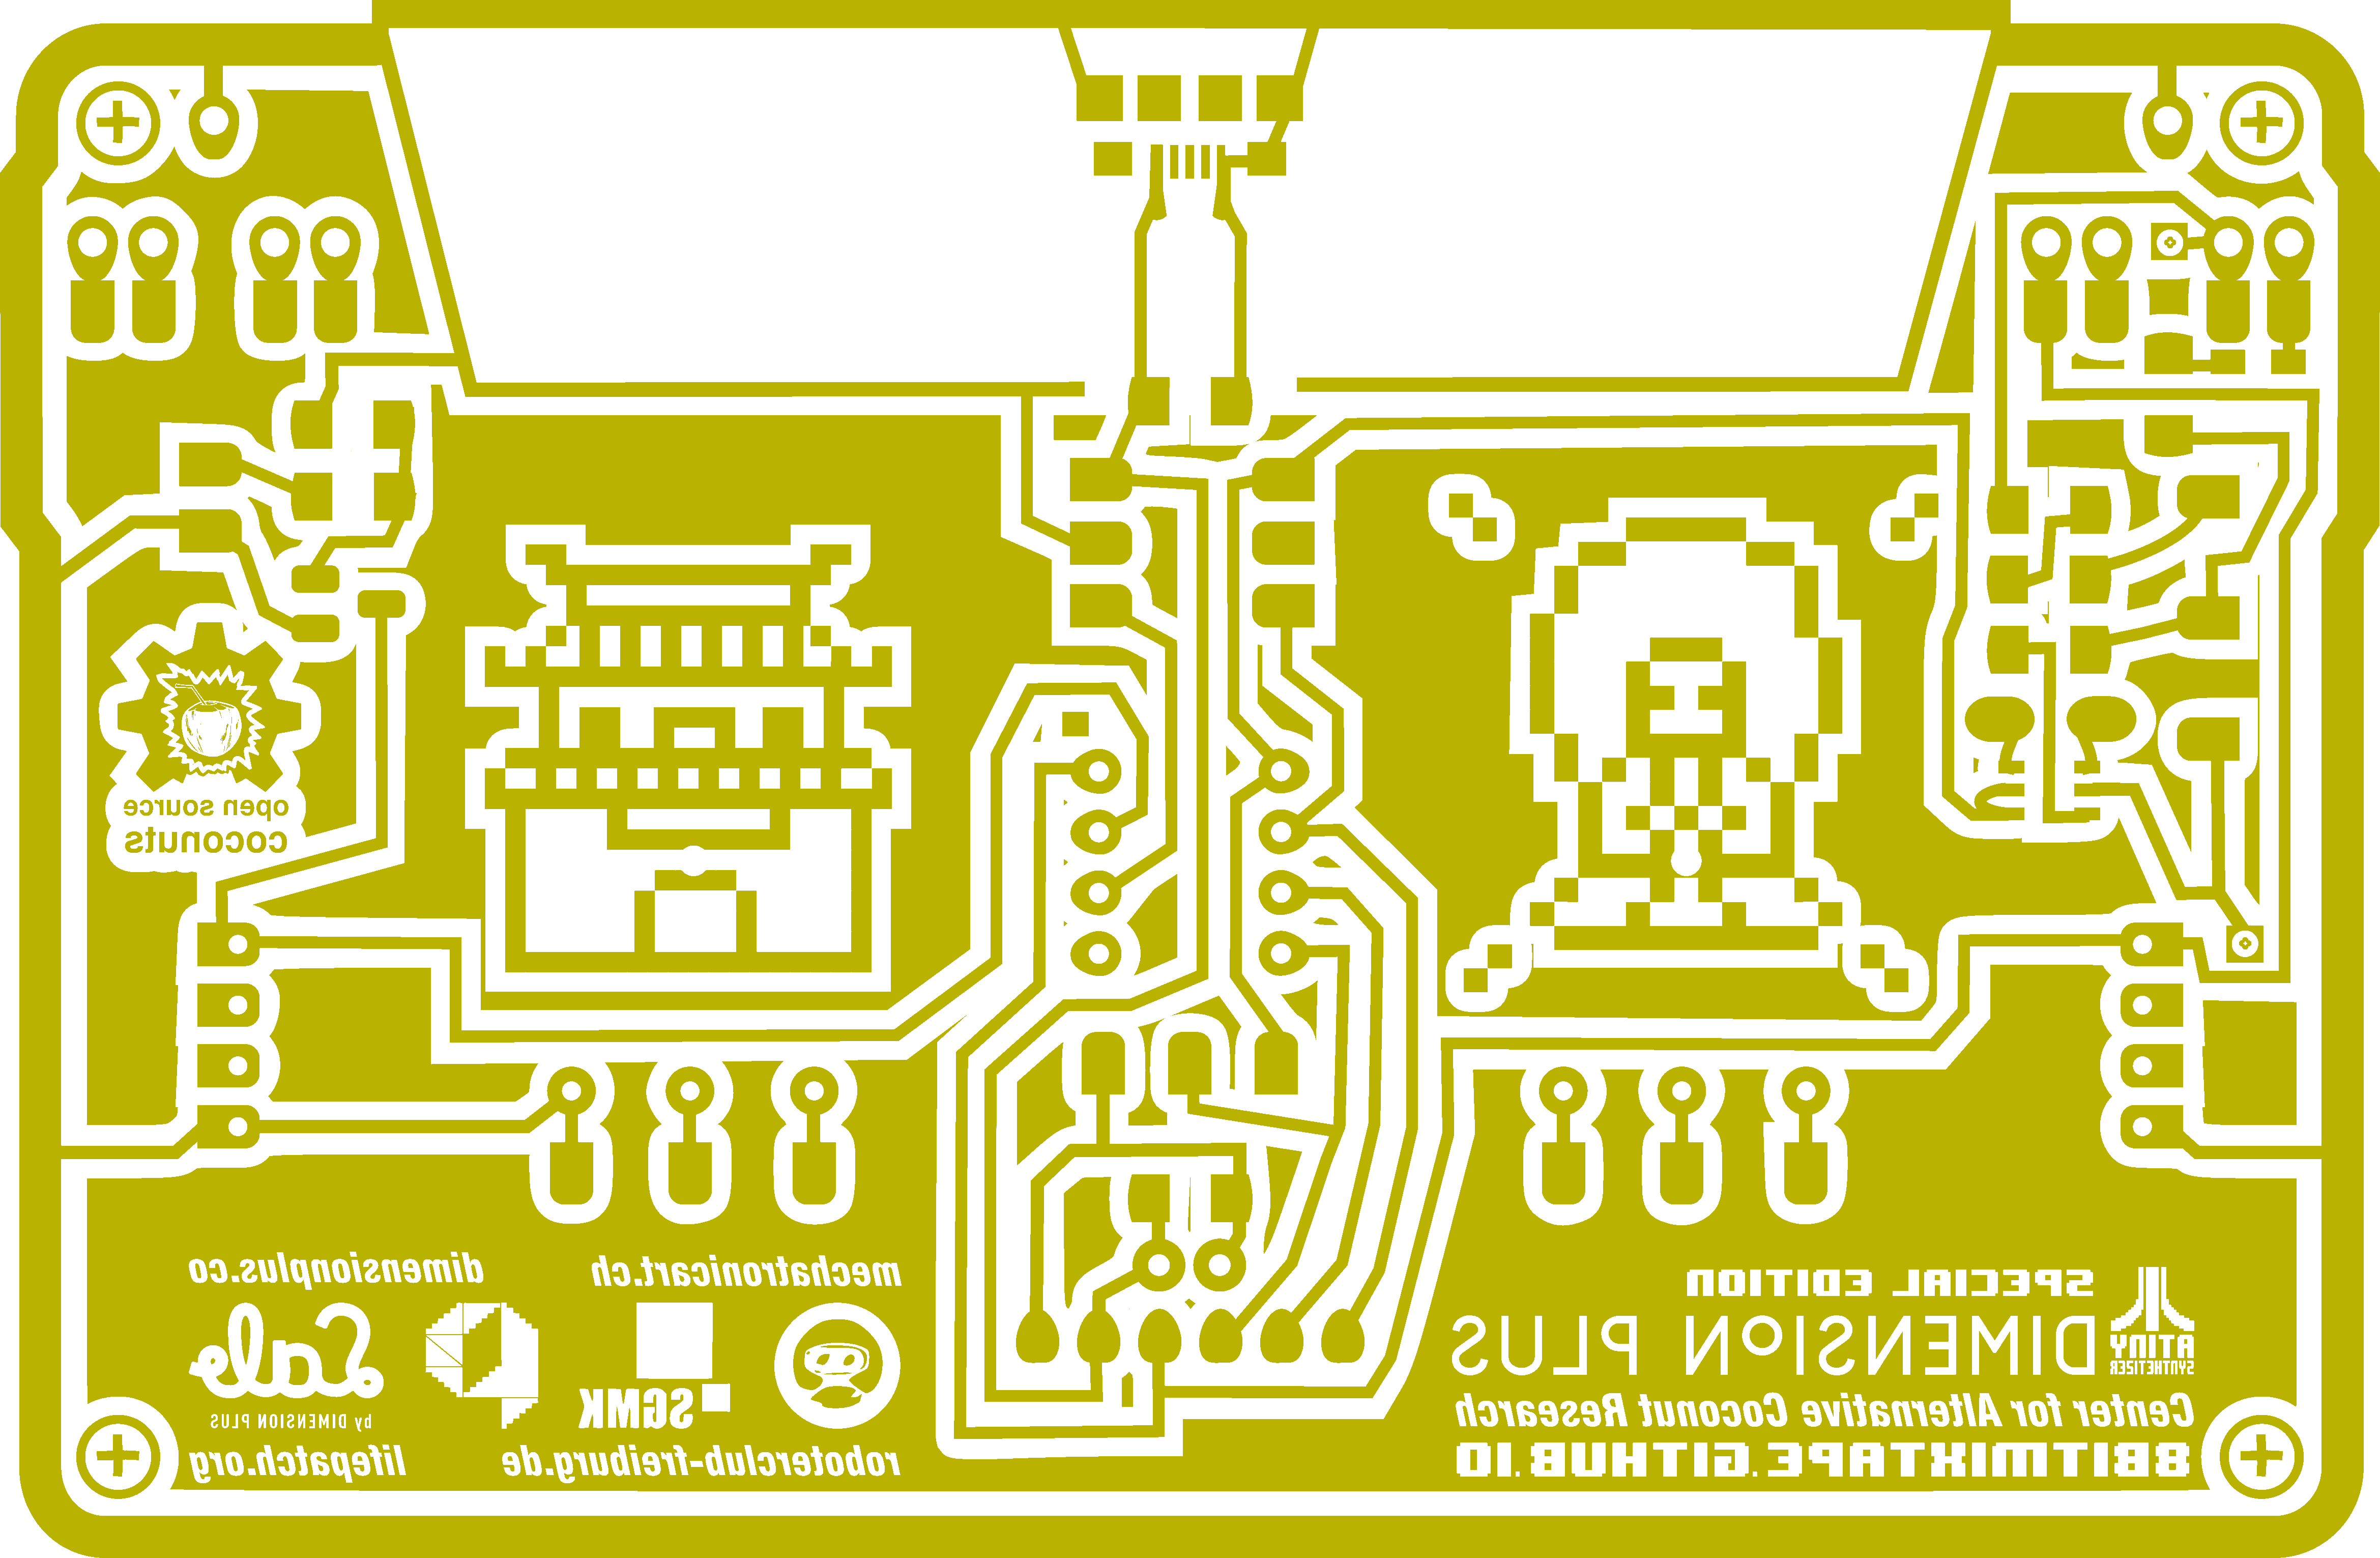 open source
coconuts
dimensionplus.co
mechatronicart.ch
by DIMENSION PLUS
SGMK
lifepatch.org
roboterclub-freiburg.de
SPECIAL EDITION
DIMENSION PLUS
ATINY
SYNTHETIZER
Center for Alternative Coconut Research
8BITMIXTAPE.GITHUB.IO